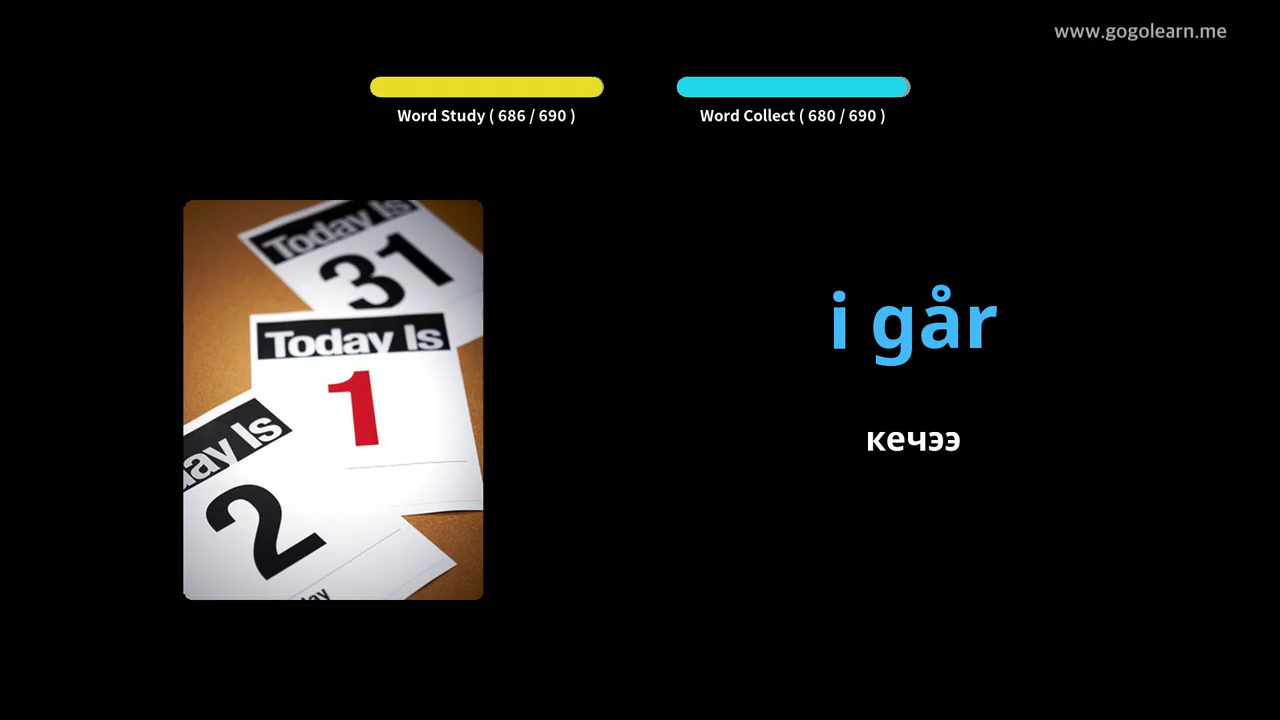 www.gogolearn.me
Word Study ( 686 / 690 )
Word Collect ( 680 / 690 )
Today Is
31
Today Is
1
ay Is
2
i går
кечээ